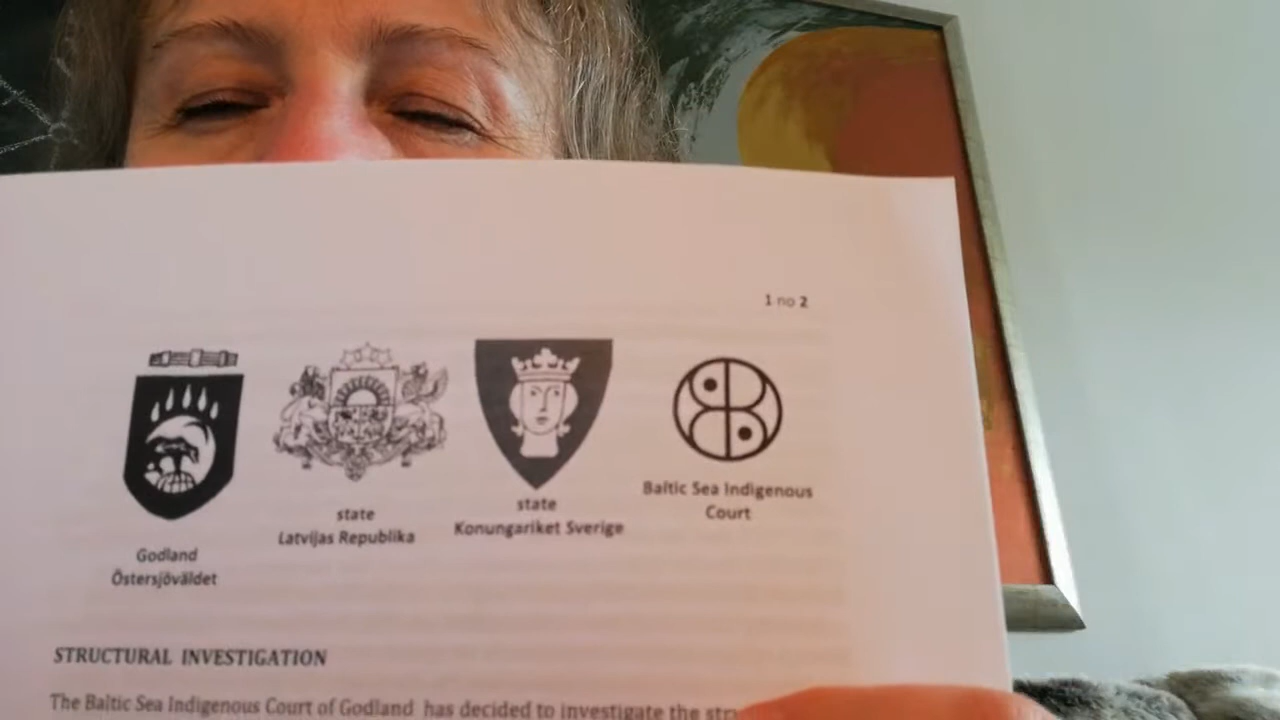 1 no 2
Godland
Östersjöväldet
state
Latvijas Republika
state
Konungariket Sverige
Baltic Sea Indigenous
Court
STRUCTURAL INVESTIGATION
The Baltic Sea Indigenous Court of Godland has decided to investigate the